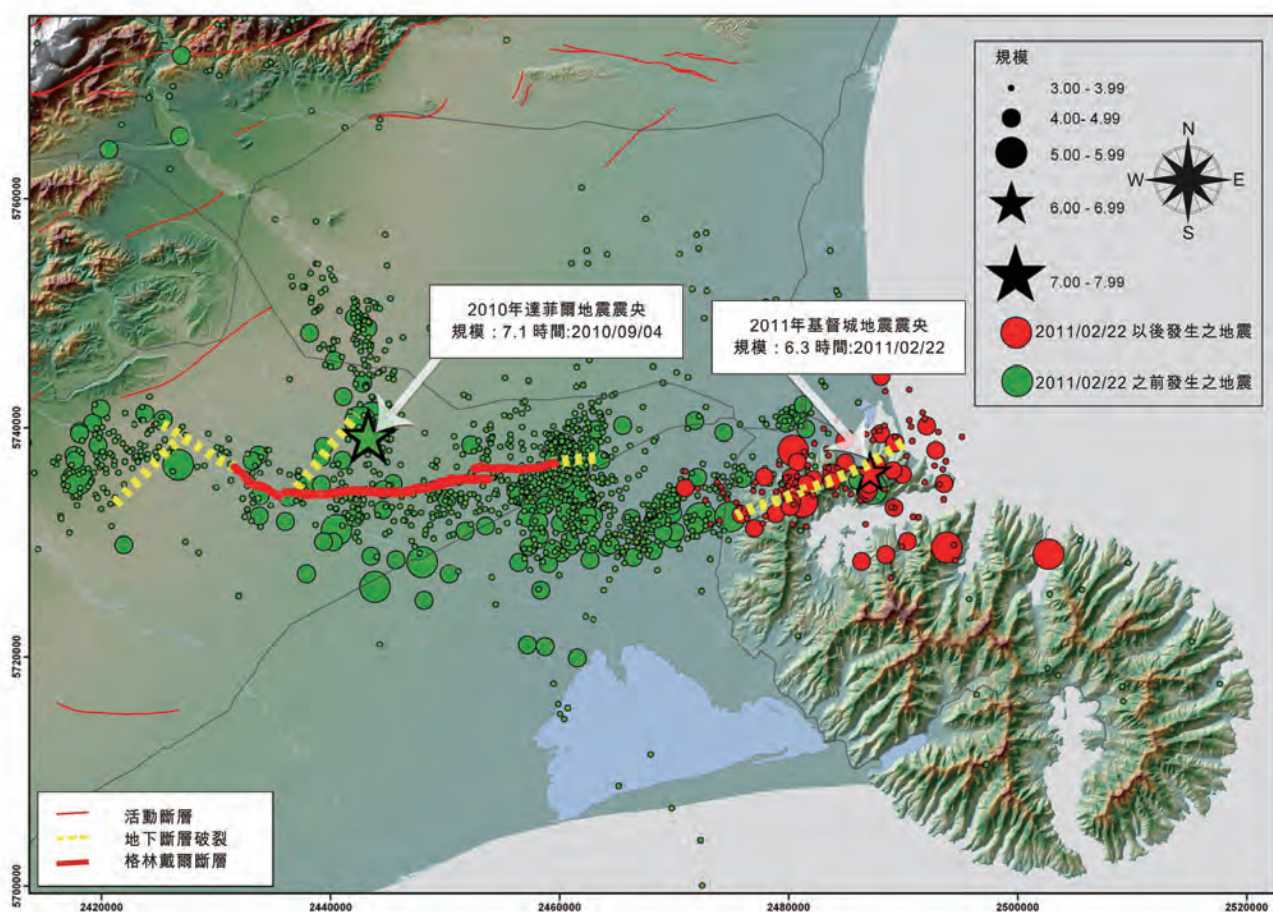 規模
3.00 - 3.99
4.00- 4.99
5.00 - 5.99
6.00 - 6.99
7.00 - 7.99
2011/02/22 以後發生之地震
2011/02/22 之前發生之地震
N
W
E
S
2010年達菲爾地震震央
規模：7.1 時間:2010/09/04
2011年基督城地震震央
規模：6.3 時間:2011/02/22
活動斷層
地下斷層破裂
格林戴爾斷層
5760000
5740000
5720000
5700000
2420000
2440000
2460000
2480000
2500000
2520000